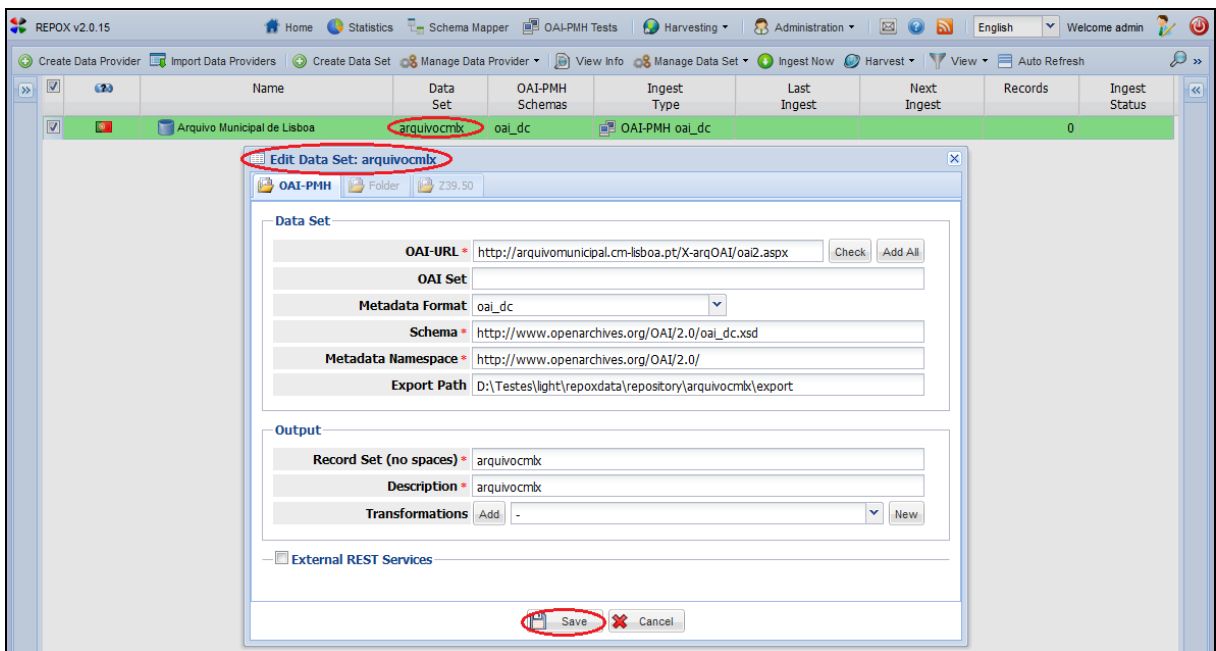 REPOX v2.0.15 Home Statistics Schema Mapper OAI-PMH Tests Harvesting Administration English Welcome admin
Create Data Provider Import Data Providers Create Data Set Manage Data Provider View Info Manage Data Set Ingest Now Harvest View Auto Refresh »
» Name Data Set OAI-PMH Schemas Ingest Type Last Ingest Next Ingest Records Ingest Status «
Arquivo Municipal de Lisboa arquivocmlx oai_dc OAI-PMH oai_dc 0
Edit Data Set: arquivocmlx
OAI-PMH Folder Z39.50
Data Set
OAI-URL * http://arquivomunicipal.cm-lisboa.pt/X-arqOAI/oai2.aspx Check Add All
OAI Set
Metadata Format oai_dc
Schema * http://www.openarchives.org/OAI/2.0/oai_dc.xsd
Metadata Namespace * http://www.openarchives.org/OAI/2.0/
Export Path D:\Testes\light\repoxdata\repository\arquivocmlx\export
Output
Record Set (no spaces) * arquivocmlx
Description * arquivocmlx
Transformations Add - New
External REST Services
Save Cancel